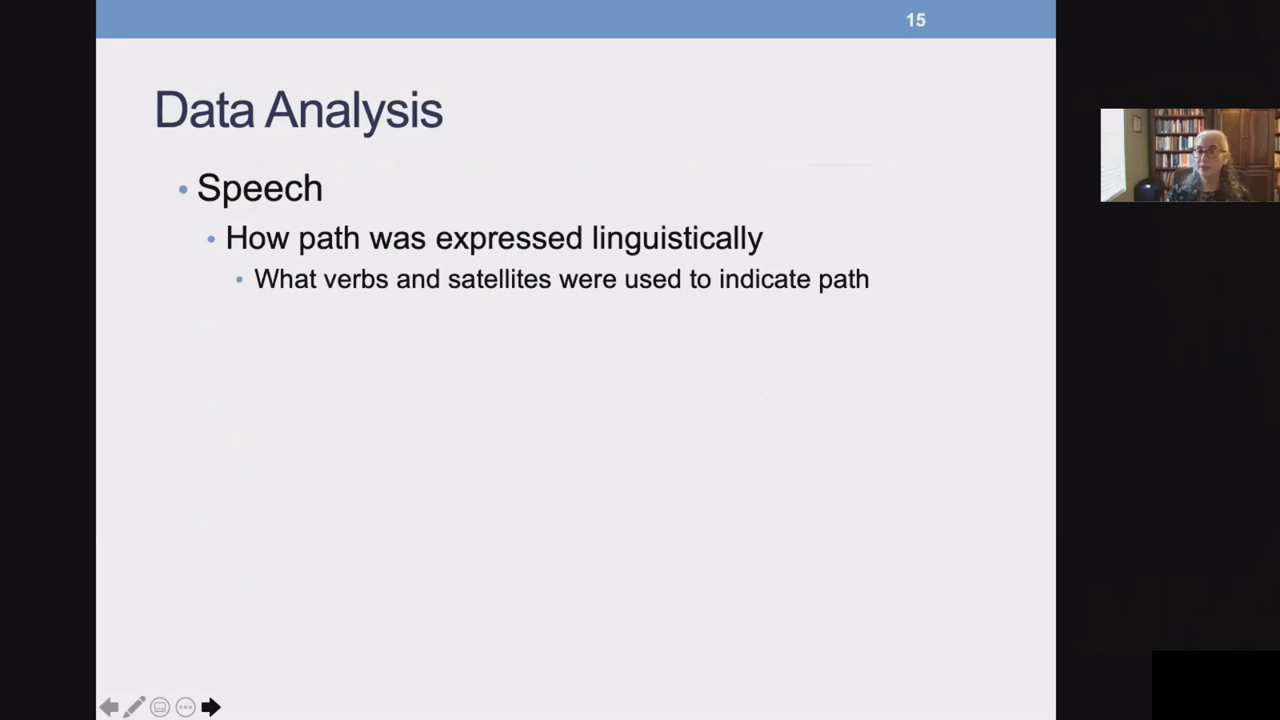 15
Data Analysis
• Speech
• How path was expressed linguistically
• What verbs and satellites were used to indicate path